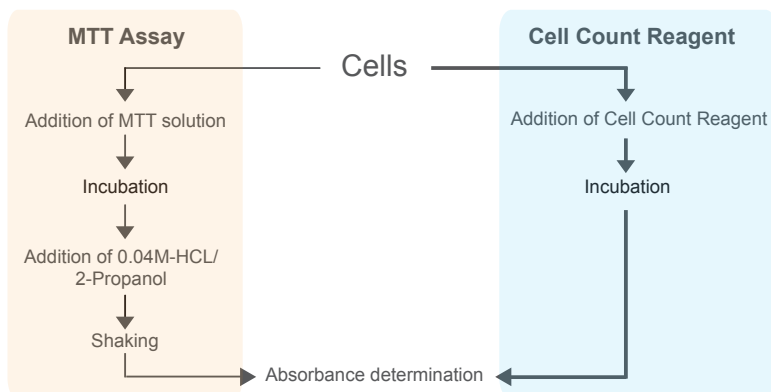 MTT Assay
Cell Count Reagent
Cells
Addition of MTT solution
Addition of Cell Count Reagent
Incubation
Incubation
Addition of 0.04M-HCL/
2-Propanol
Shaking
Absorbance determination